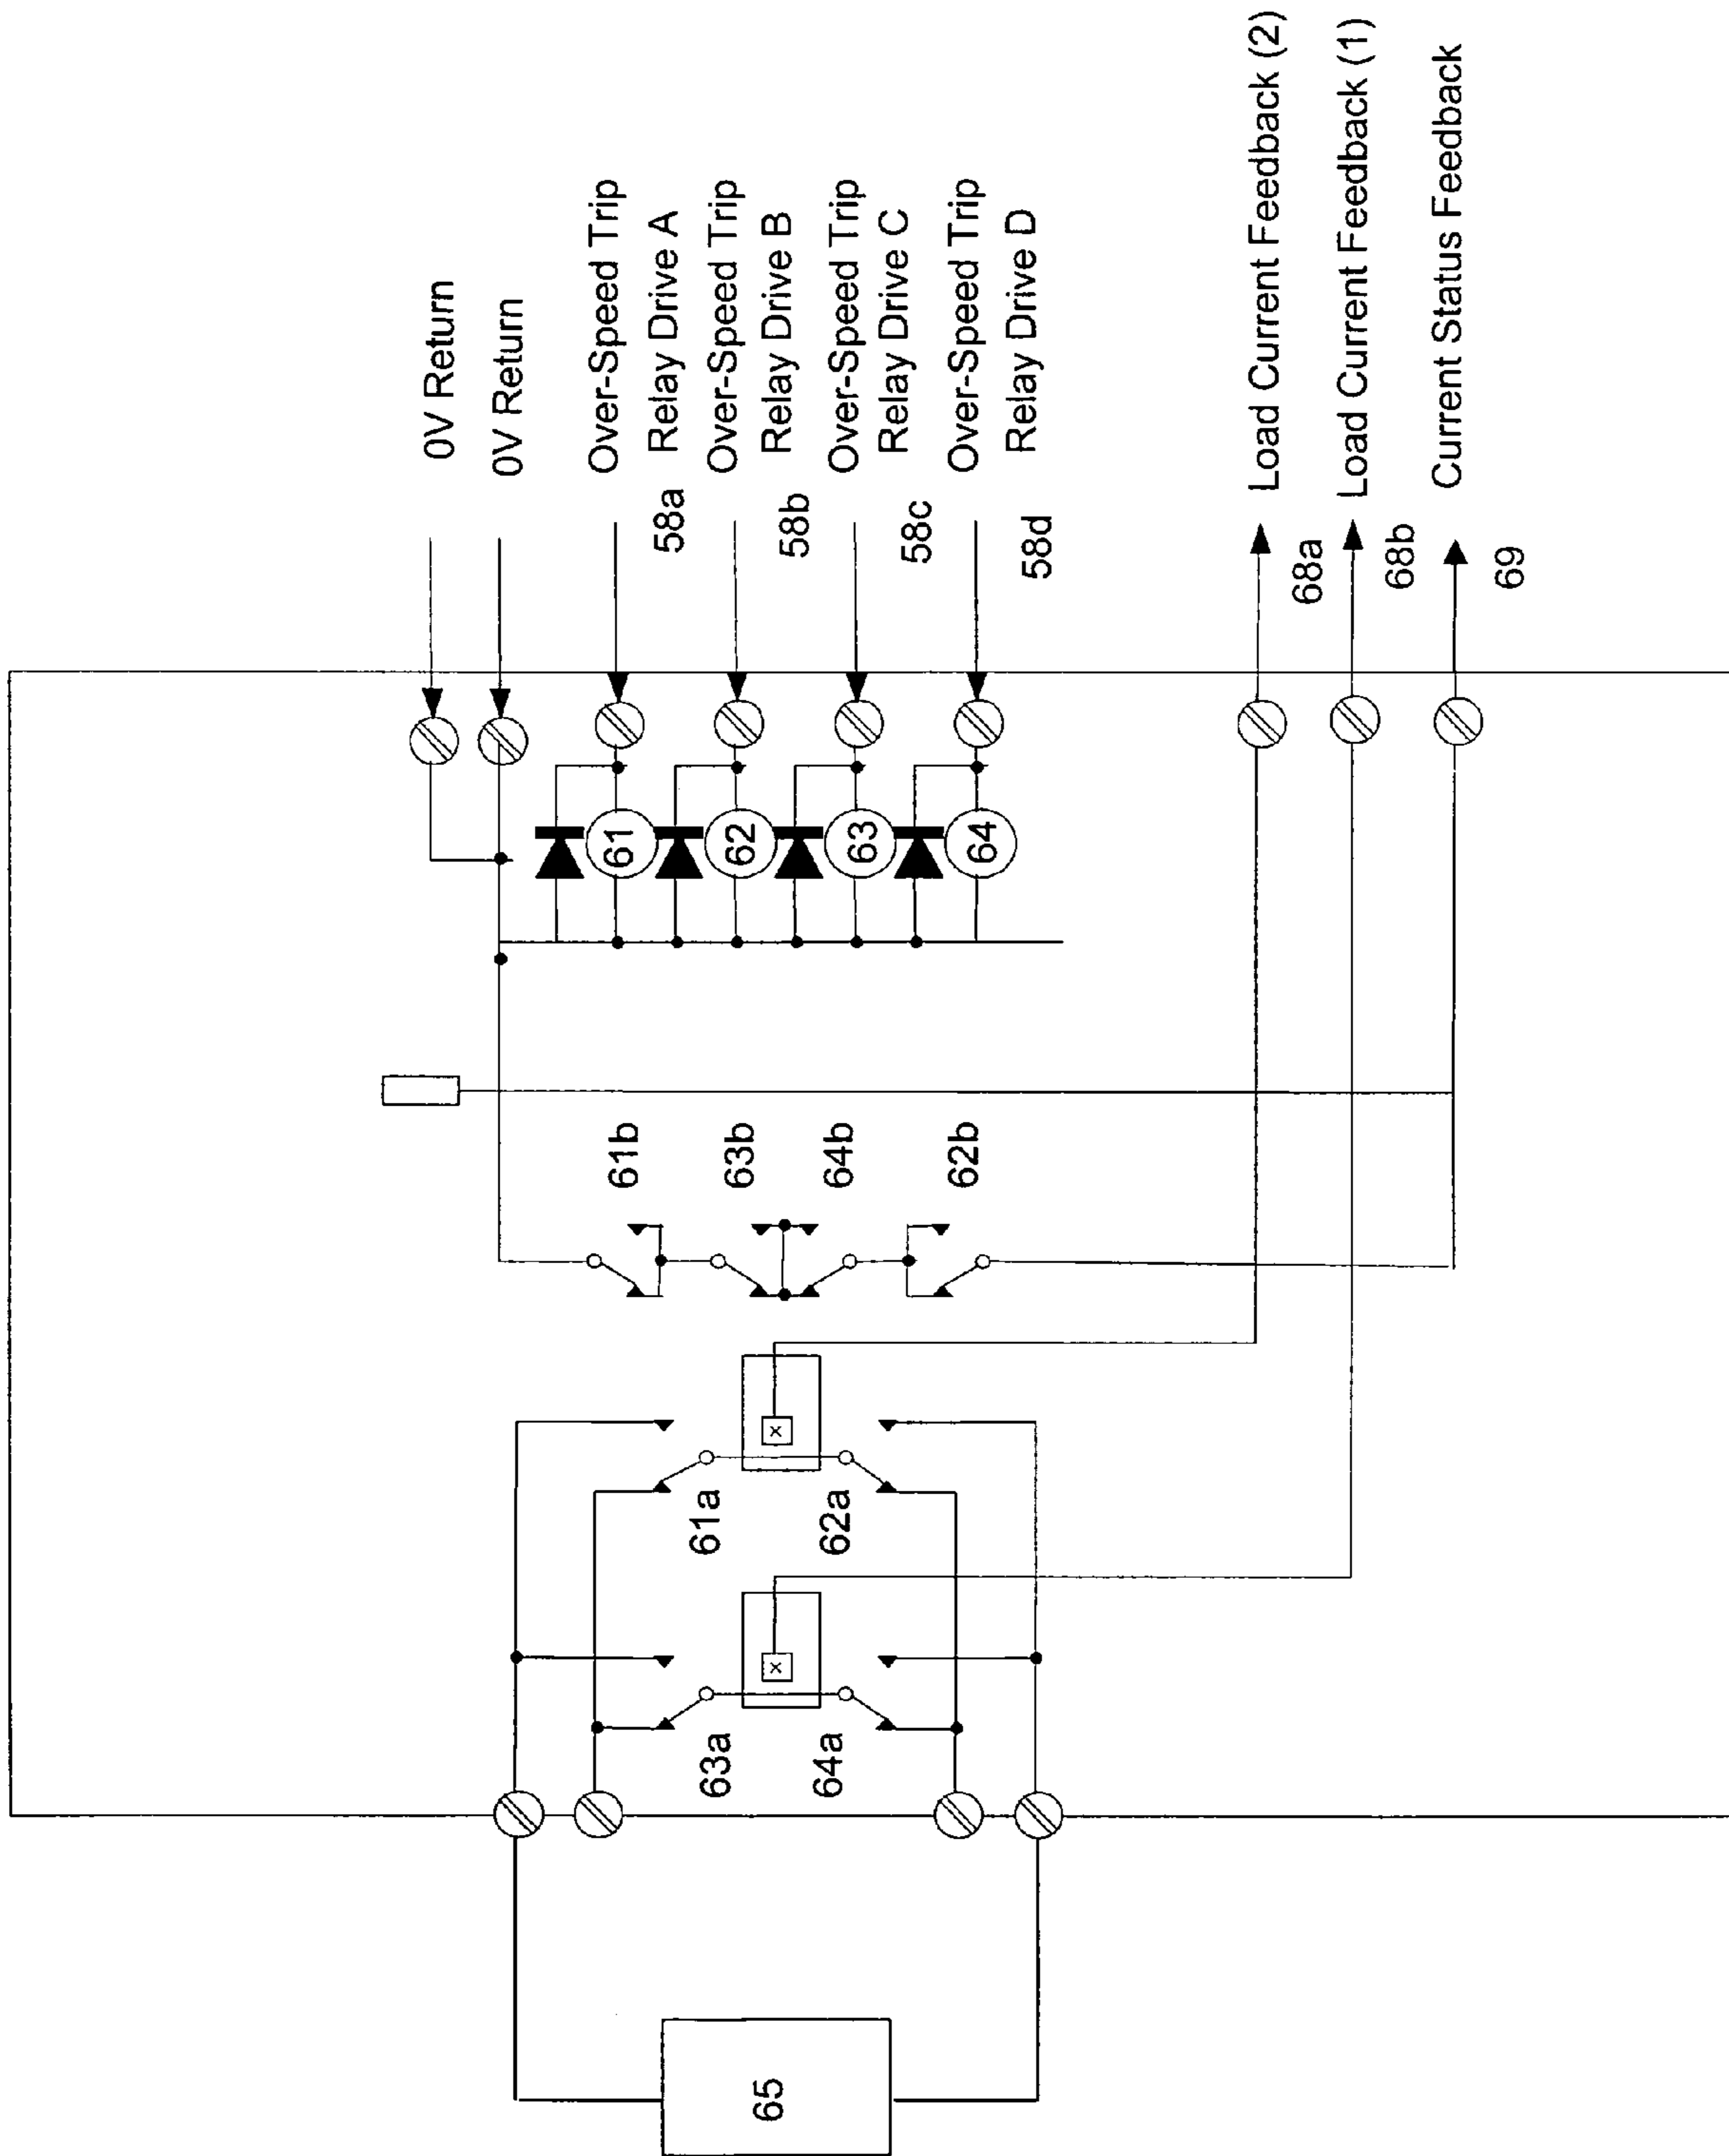 0V Return
0V Return
Over-Speed Trip
Relay Drive A
58a
Over-Speed Trip
Relay Drive B
58b
Over-Speed Trip
Relay Drive C
58c
Over-Speed Trip
Relay Drive D
58d
Load Current Feedback (2)
68a
Load Current Feedback (1)
68b
Current Status Feedback
69
61
62
63
64
61b
63b
64b
62b
61a
62a
63a
64a
x
x
65